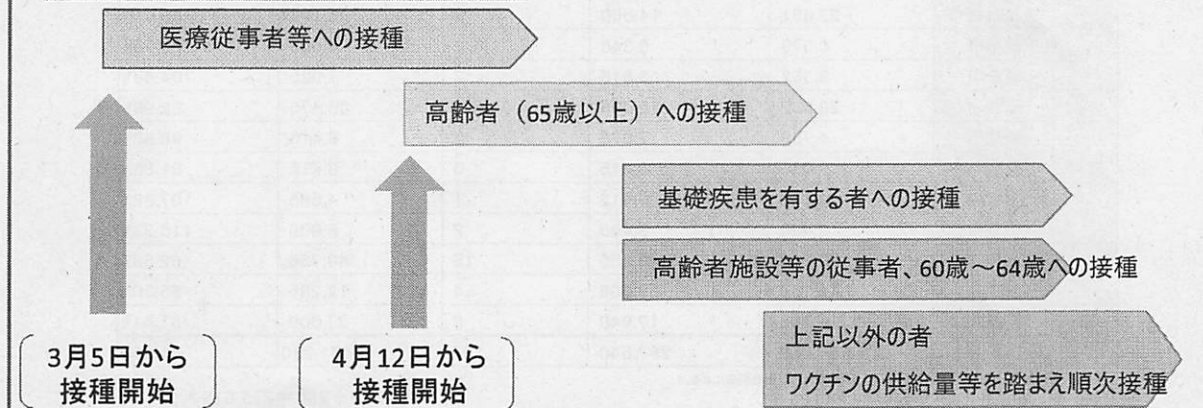 医療従事者等への接種
高齢者（65歳以上）への接種
基礎疾患を有する者への接種
高齢者施設等の従事者、60歳～64歳への接種
上記以外の者
ワクチンの供給量等を踏まえ順次接種
3月5日から
接種開始
4月12日から
接種開始